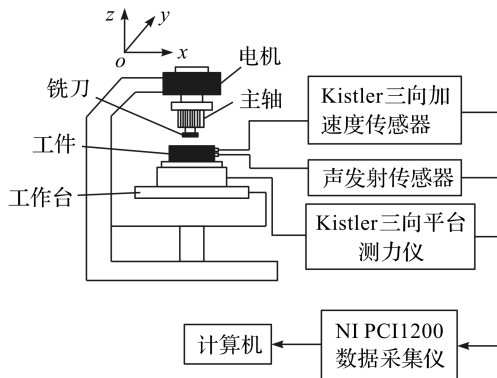 z
y
x
o
电机
铣刀
主轴
工件
工作台
Kistler三向加
速度传感器
声发射传感器
Kistler三向平台
测力仪
计算机
NI PCI1200
数据采集仪